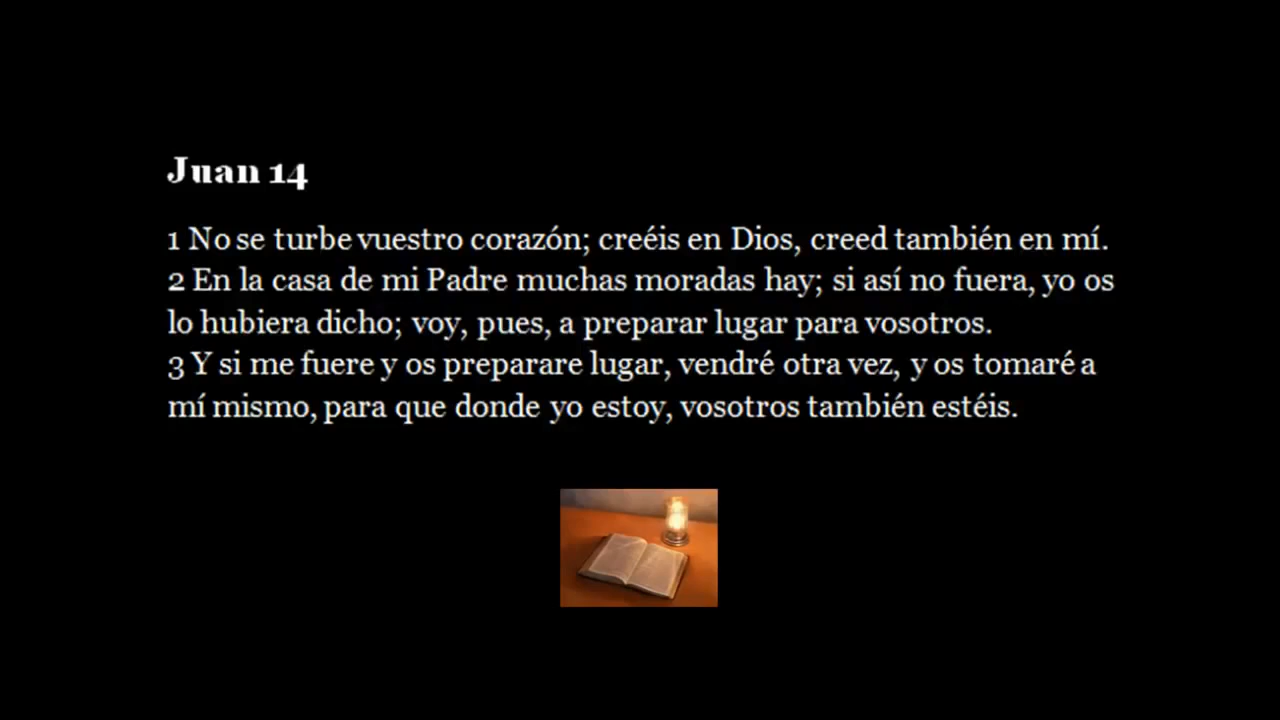 Juan 14
1 No se turbe vuestro corazón; creéis en Dios, creed también en mí.
2 En la casa de mi Padre muchas moradas hay; si así no fuera, yo os
lo hubiera dicho; voy, pues, a preparar lugar para vosotros.
3 Y si me fuere y os preparare lugar, vendré otra vez, y os tomaré a
mí mismo, para que donde yo estoy, vosotros también estéis.